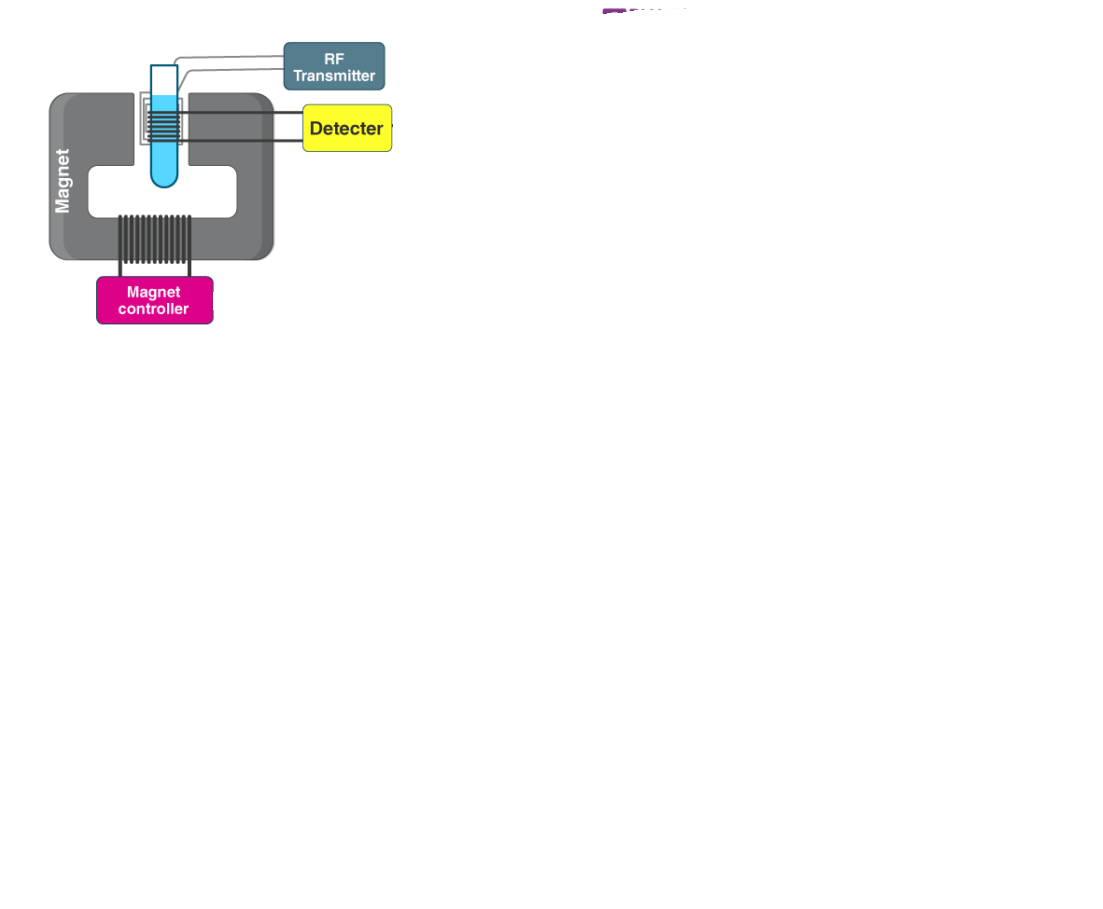 RF
Transmitter
Detecter
Magnet
Magnet
controller